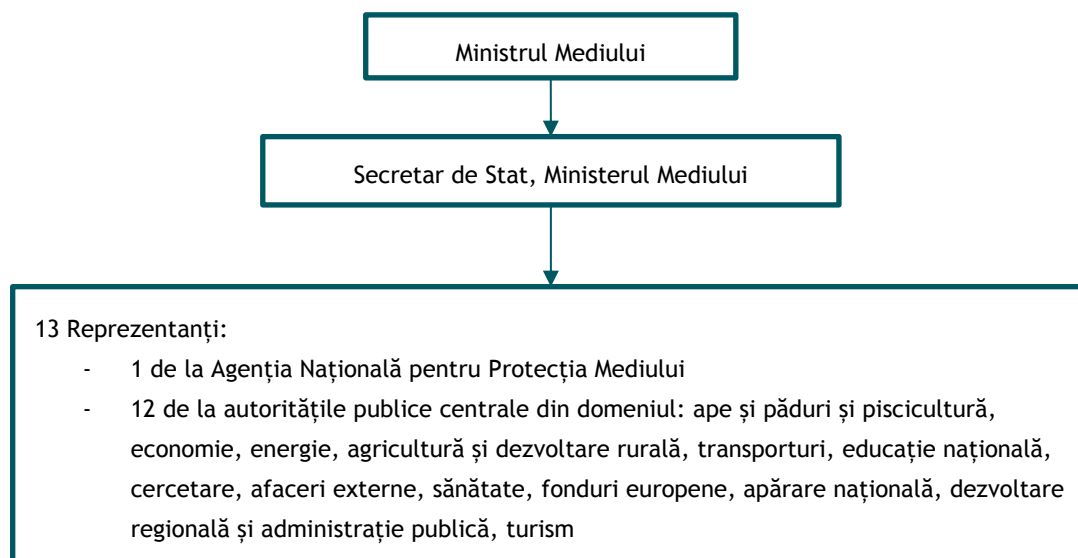 Ministrul Mediului
Secretar de Stat, Ministerul Mediului
13 Reprezentanți:
- 1 de la Agenția Națională pentru Protecția Mediului
- 12 de la autoritățile publice centrale din domeniul: ape și păduri și piscicultură,
economie, energie, agricultură și dezvoltare rurală, transporturi, educație națională,
cercetare, afaceri externe, sănătate, fonduri europene, apărare națională, dezvoltare
regională și administrație publică, turism